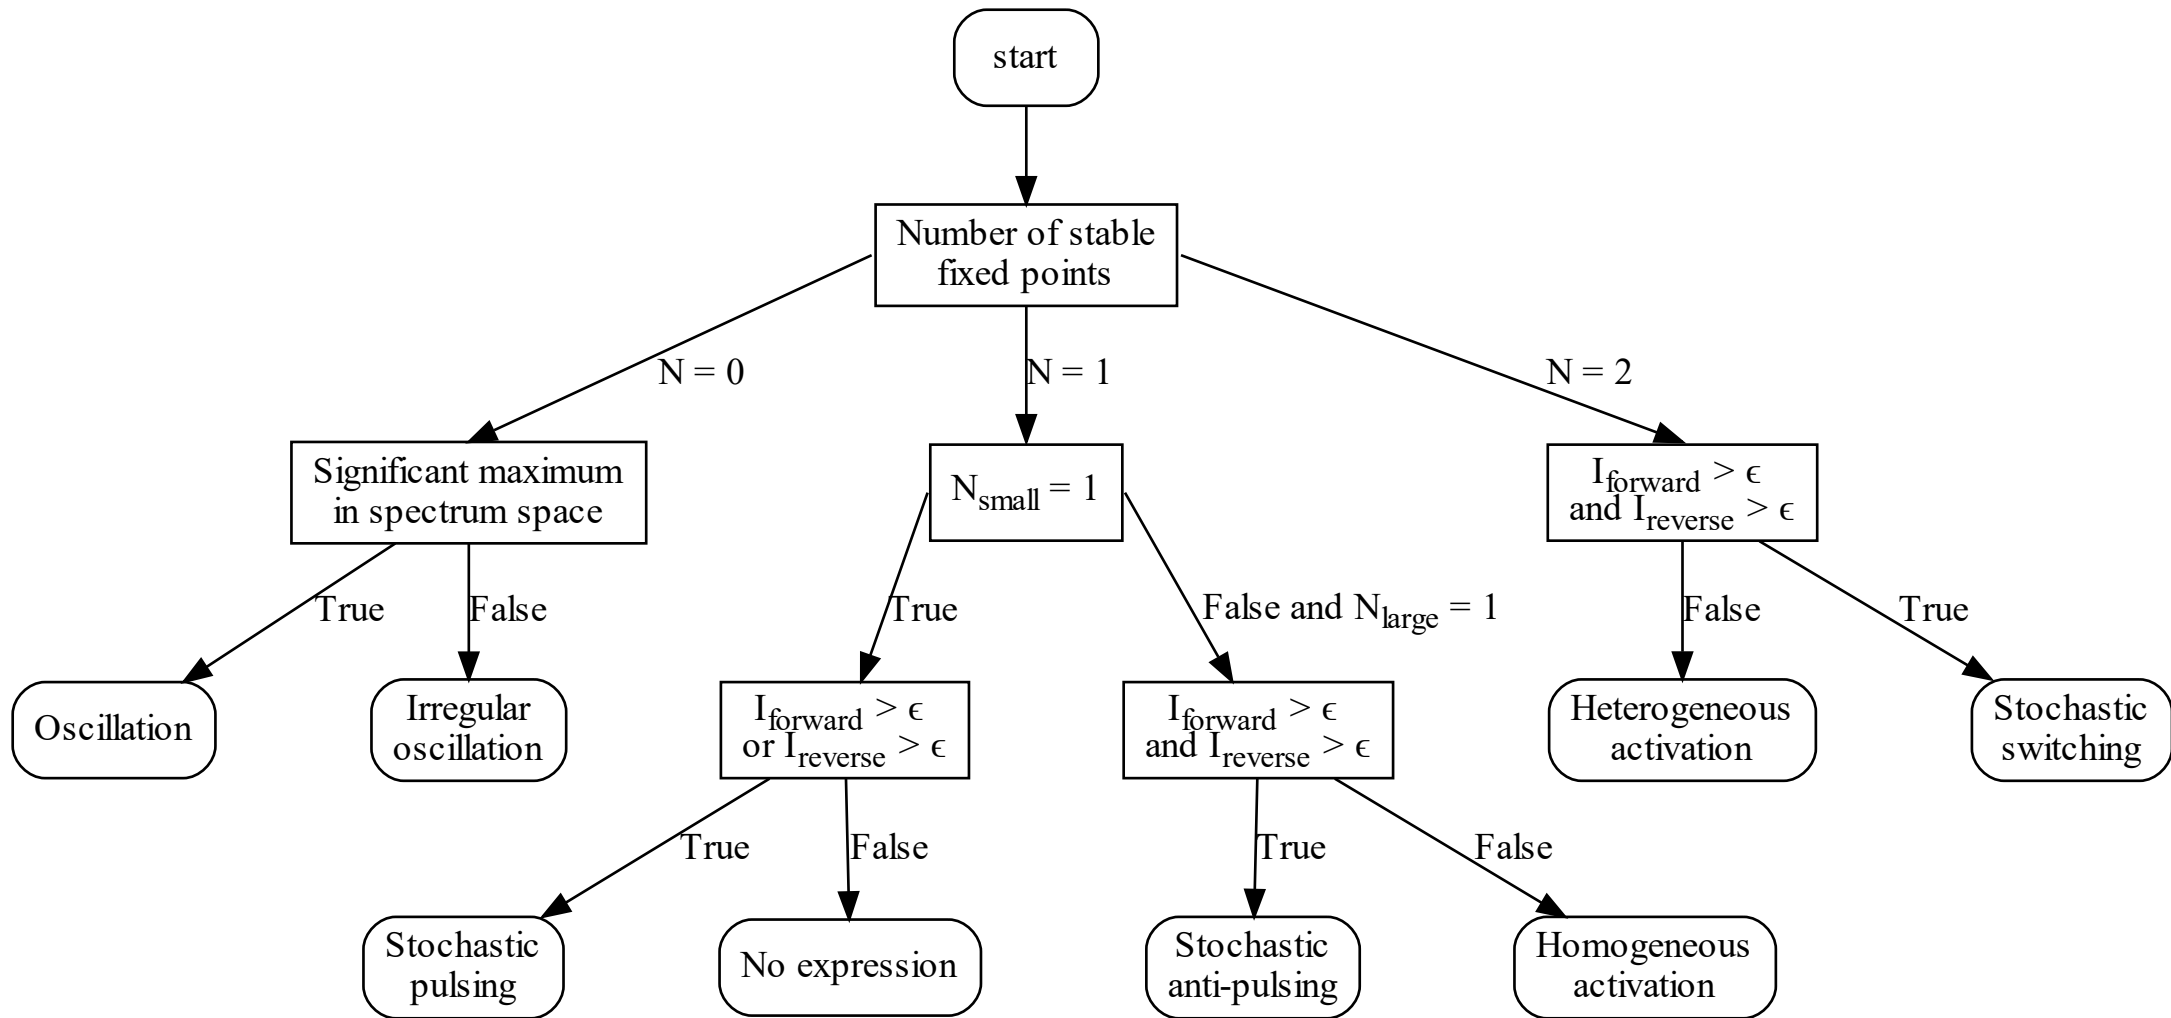 start
Number of stable
fixed points
N = 0
N = 1
N = 2
Significant maximum
in spectrum space
N_small = 1
I_forward > ϵ
and I_reverse > ϵ
True
False
True
False and N_large = 1
False
True
Oscillation
Irregular
oscillation
I_forward > ϵ
or I_reverse > ϵ
I_forward > ϵ
and I_reverse > ϵ
Heterogeneous
activation
Stochastic
switching
True
False
True
False
Stochastic
pulsing
No expression
Stochastic
anti-pulsing
Homogeneous
activation